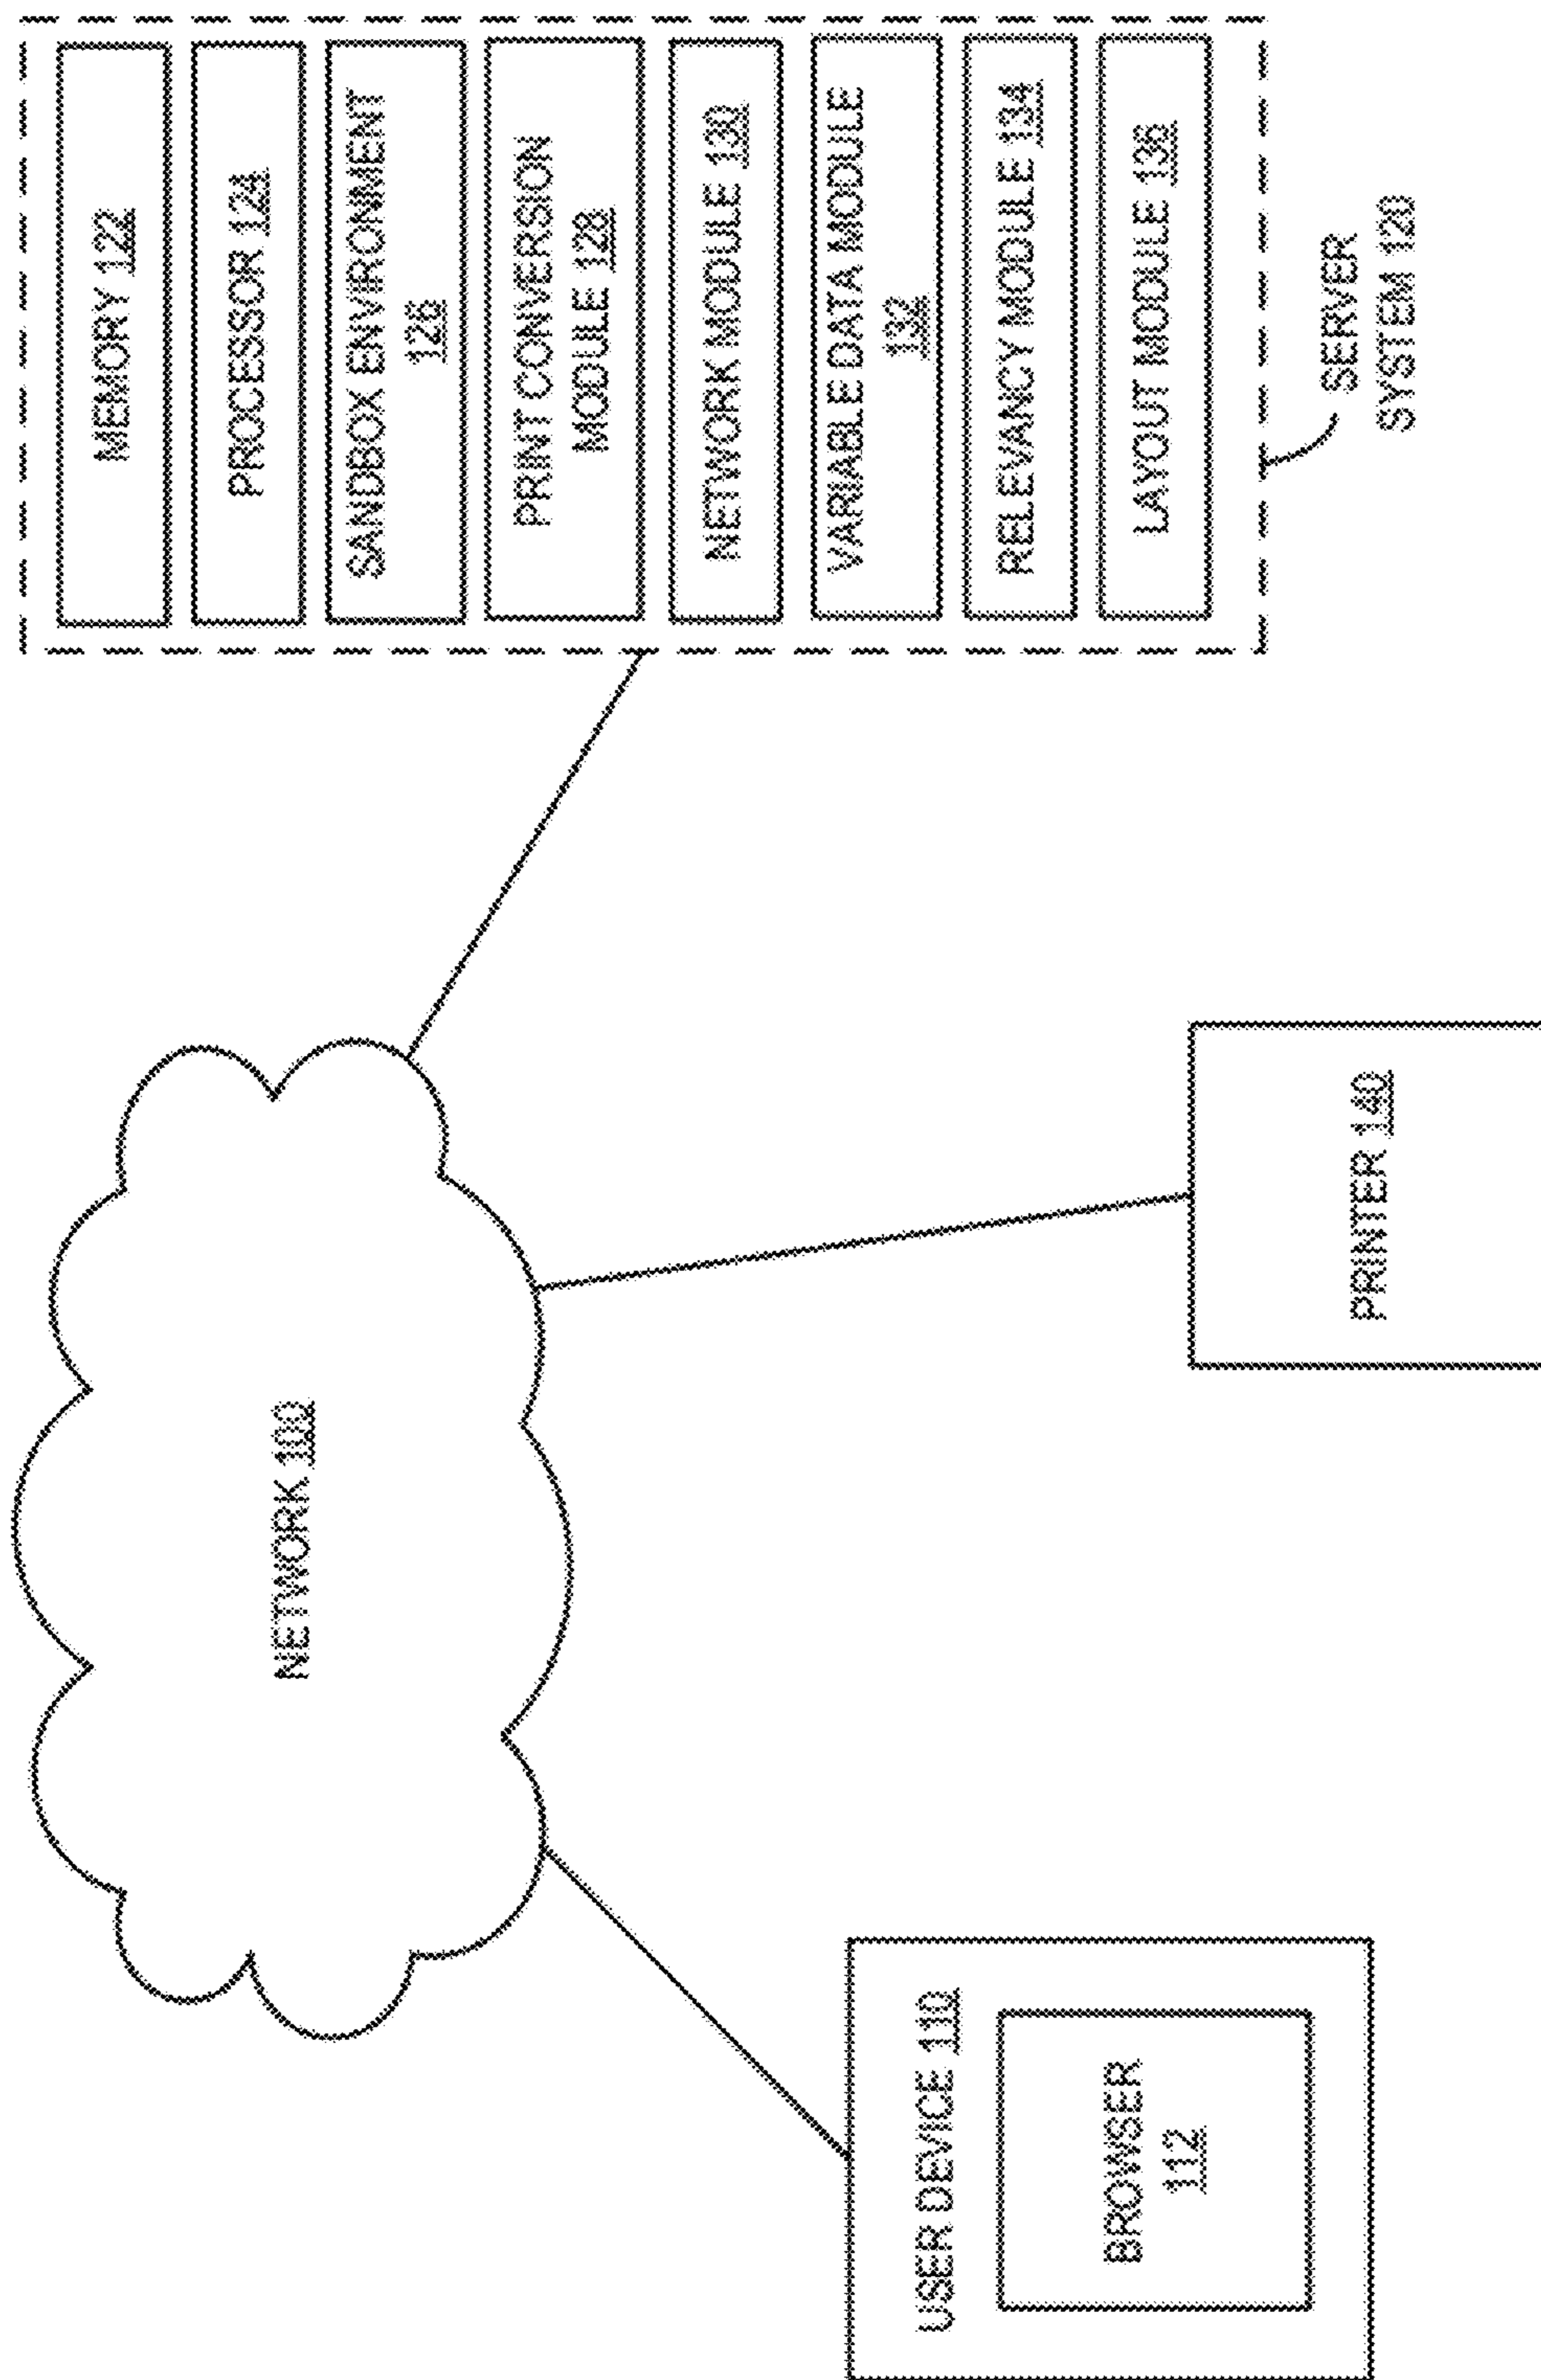 NETWORK 100
USER DEVICE 110
BROWSER
112
PRINTER 140
MEMORY 122
PROCESSOR 124
SANDBOX ENVIRONMENT
126
PRINT CONVERSION
MODULE 128
NETWORK MODULE 130
VARIABLE DATA MODULE
132
RELEVANCY MODULE 134
LAYOUT MODULE 136
SERVER
SYSTEM 120